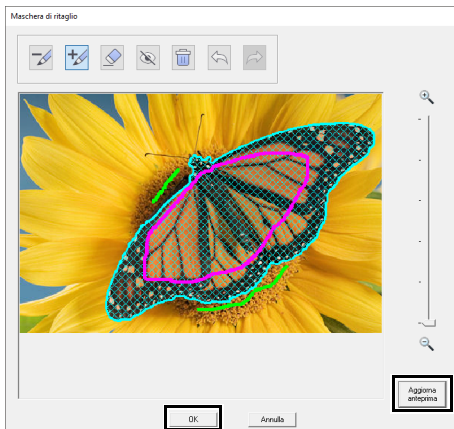 Maschera di ritaglio
Aggiorna
anteprima
OK
Annulla